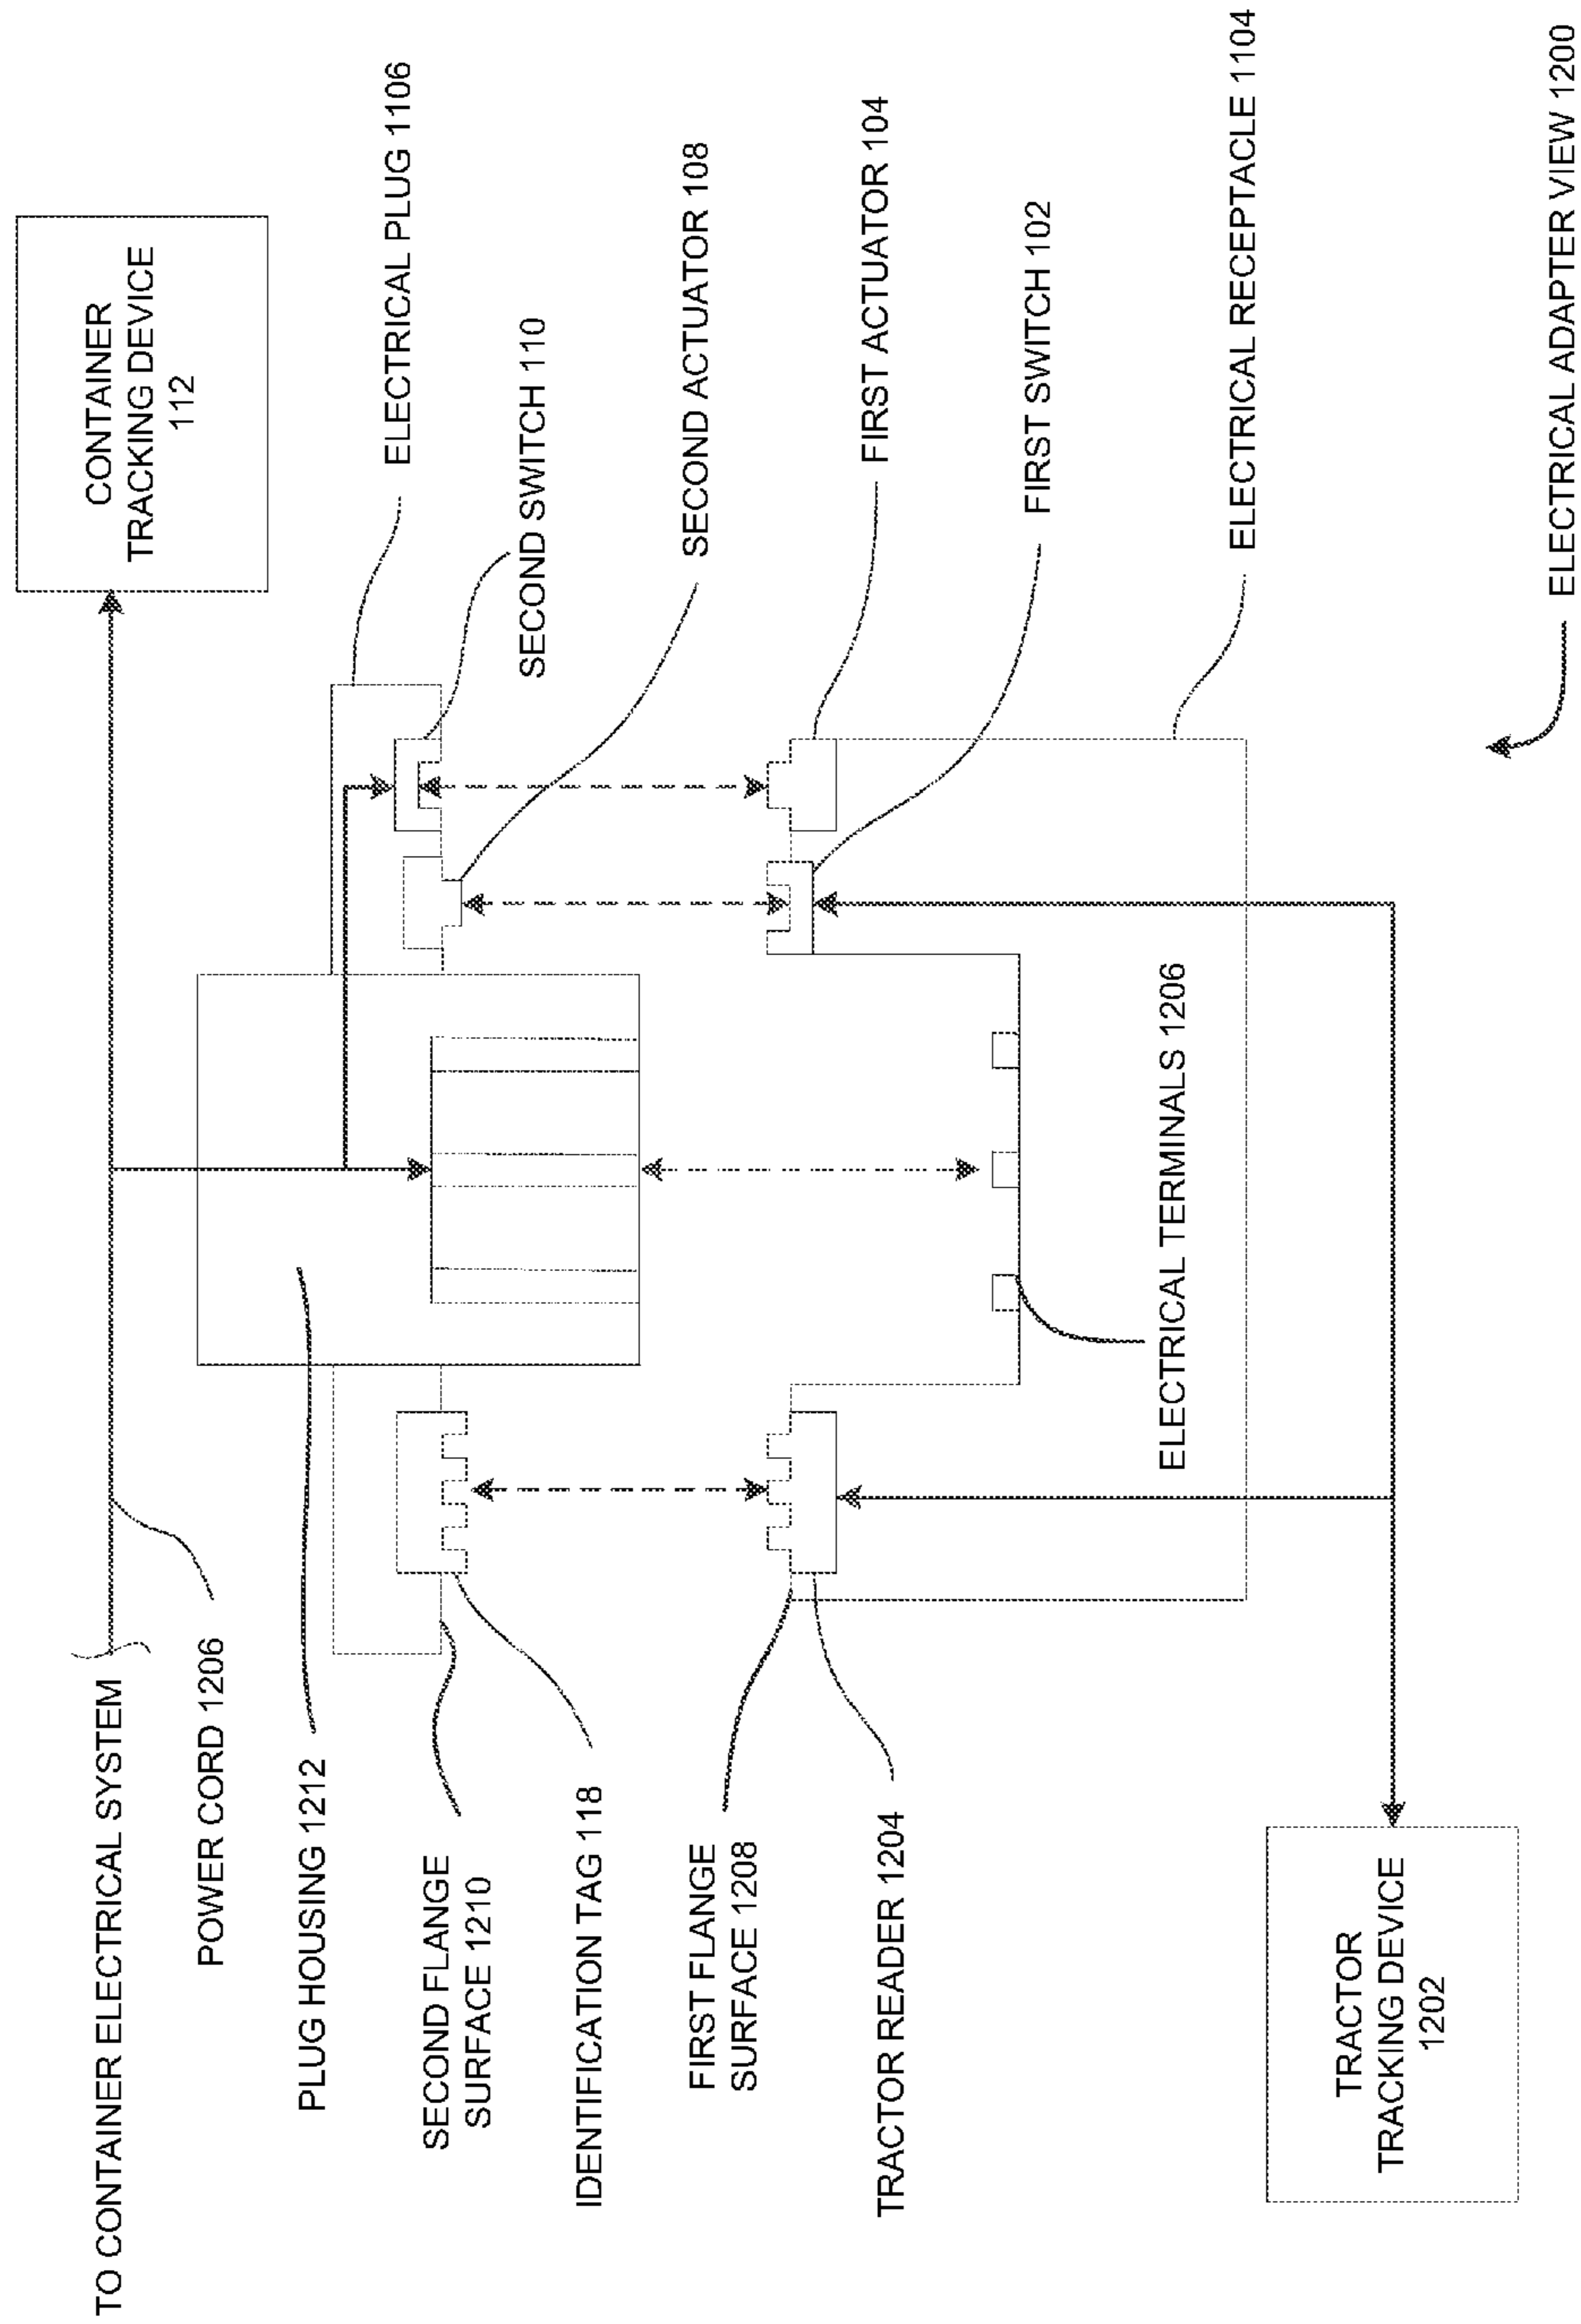 TO CONTAINER ELECTRICAL SYSTEM
POWER CORD 1206
PLUG HOUSING 1212
SECOND FLANGE
SURFACE 1210
IDENTIFICATION TAG 118
FIRST FLANGE
SURFACE 1208
TRACTOR READER 1204
TRACTOR
TRACKING DEVICE
1202
CONTAINER
TRACKING DEVICE
112
ELECTRICAL PLUG 1106
SECOND SWITCH 110
SECOND ACTUATOR 108
FIRST ACTUATOR 104
FIRST SWITCH 102
ELECTRICAL RECEPTACLE 1104
ELECTRICAL TERMINALS 1206
ELECTRICAL ADAPTER VIEW 1200